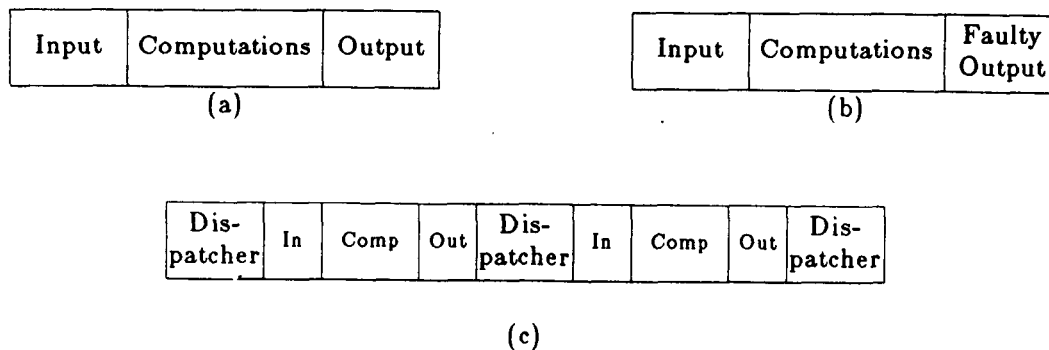 Input Computations Output
(a)
Input Computations Faulty Output
(b)
Dis-
patcher In Comp Out Dis-
patcher In Comp Out Dis-
patcher
(c)